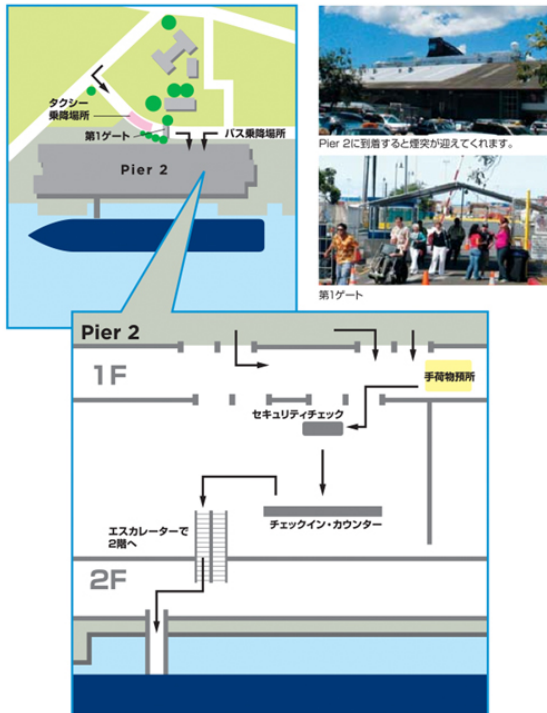 タクシー
乗降場所
第1ゲート
バス乗降場所
Pier 2
Pier 2に到着すると煙突が迎えてくれます。
第1ゲート
Pier 2
1F
手荷物預所
セキュリティチェック
チェックイン・カウンター
エスカレーターで
2階へ
2F